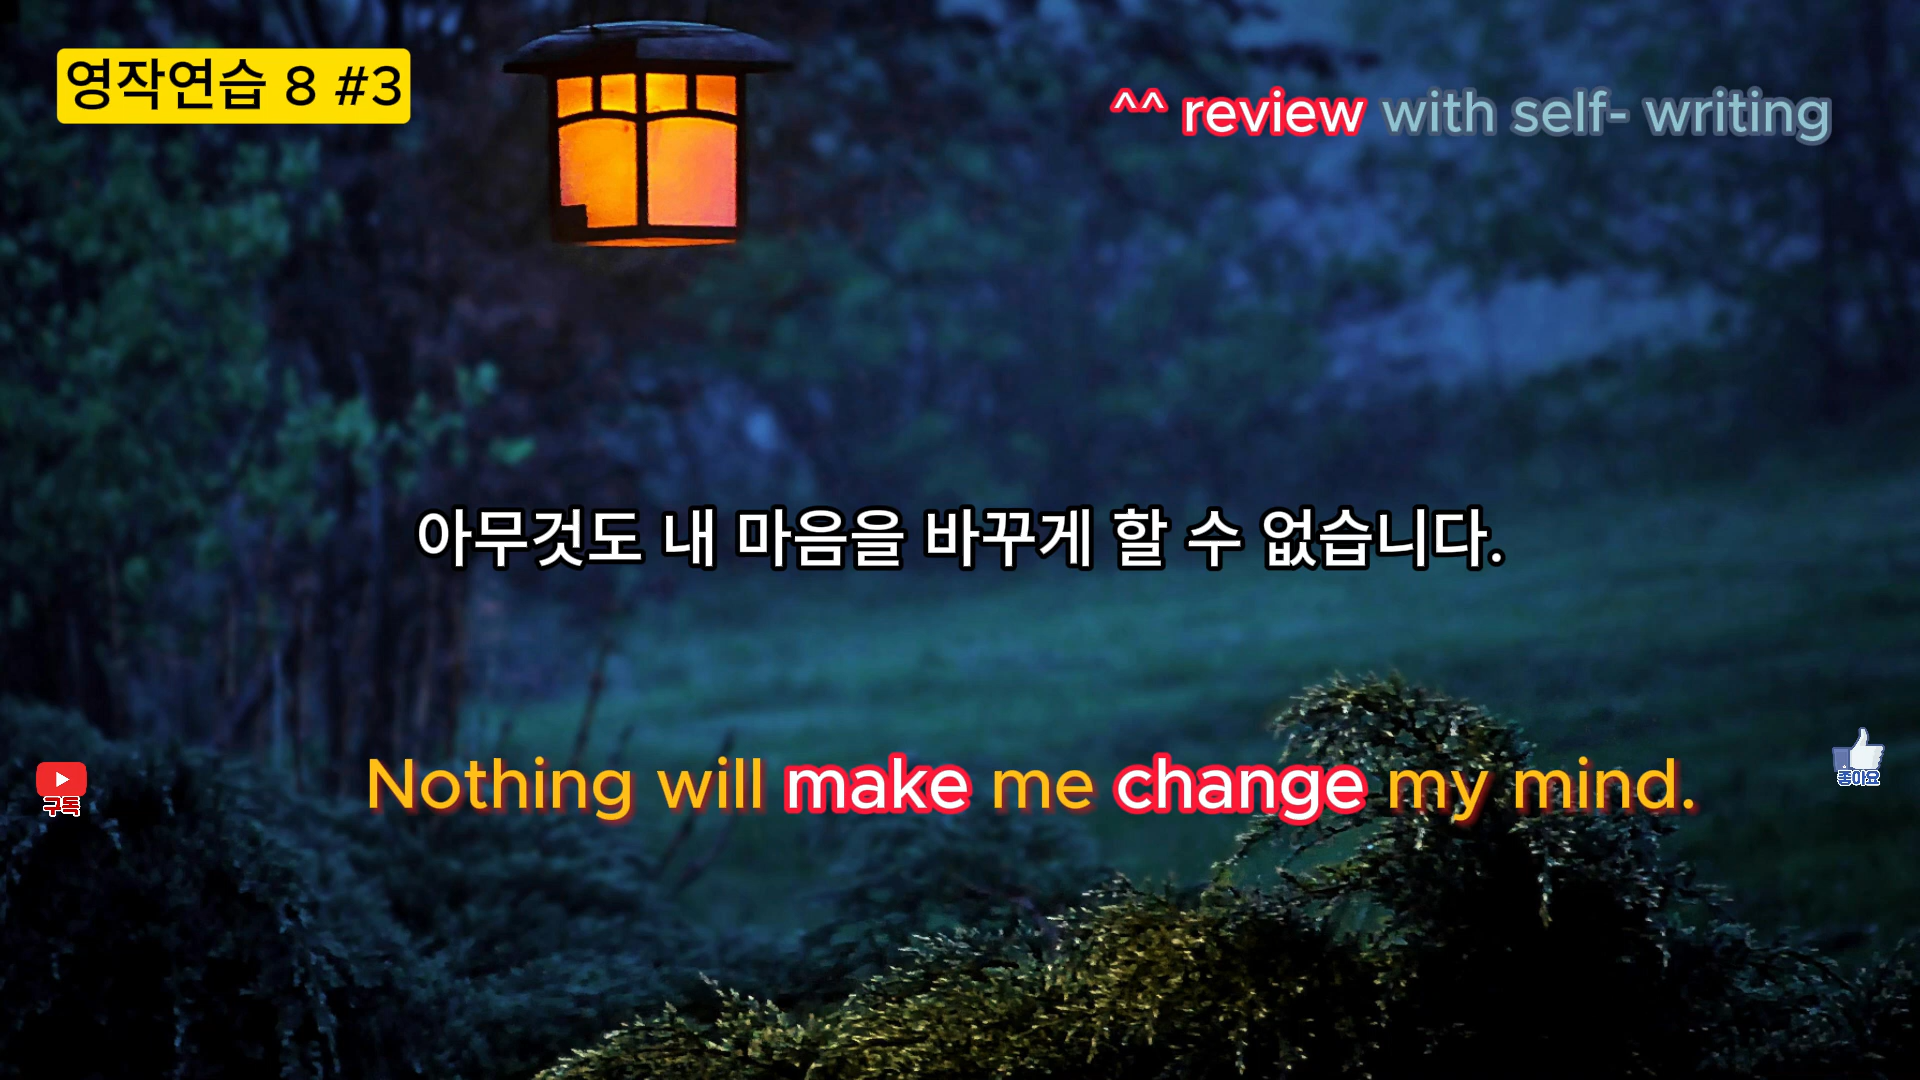 영작연습 8 #3
^^ review with self- writing
아무것도 내 마음을 바꾸게 할 수 없습니다.
Nothing will make me change my mind.
구독
좋아요